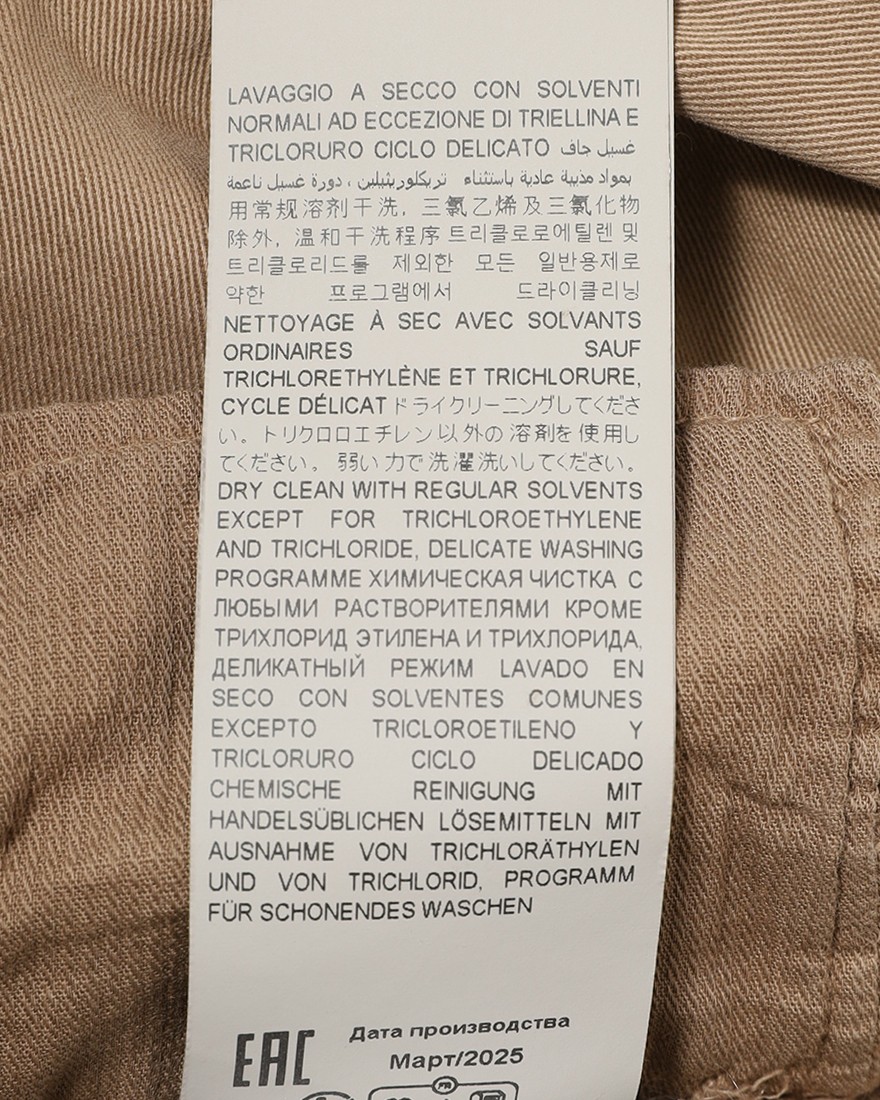 LAVAGGIO A SECCO CON SOLVENTI
NORMALI AD ECCEZIONE DI TRIELLINA E
TRICLORURO CICLO DELICATO غسيل جاف
بمواد مذيبة عادية باستثناء تريكلوريثيلين ، دورة غسيل ناعمة
用常规溶剂干洗, 三氯乙烯及三氯化物
除外, 温和干洗程序 트리클로로에틸렌 및
트리클로리드를 제외한 모든 일반용제로
약한 프로그램에서 드라이클리닝
NETTOYAGE À SEC AVEC SOLVANTS
ORDINAIRES SAUF
TRICHLORETHYLÈNE ET TRICHLORURE,
CYCLE DÉLICAT ドライクリーニングしてくださ
い。トリクロロエチレン以外の溶剤を使用し
てください。弱い力で洗濯洗いしてください。
DRY CLEAN WITH REGULAR SOLVENTS
EXCEPT FOR TRICHLOROETHYLENE
AND TRICHLORIDE, DELICATE WASHING
PROGRAMME ХИМИЧЕСКАЯ ЧИСТКА С
ЛЮБЫМИ РАСТВОРИТЕЛЯМИ КРОМЕ
ТРИХЛОРИД ЭТИЛЕНА И ТРИХЛОРИДА,
ДЕЛИКАТНЫЙ РЕЖИМ LAVADO EN
SECO CON SOLVENTES COMUNES
EXCEPTO TRICLOROETILENO Y
TRICLORURO CICLO DELICADO
CHEMISCHE REINIGUNG MIT
HANDELSÜBLICHEN LÖSEMITTELN MIT
AUSNAHME VON TRICHLORÄTHYLEN
UND VON TRICHLORID, PROGRAMM
FÜR SCHONENDES WASCHEN
EAC Дата производства
Март/2025
FR